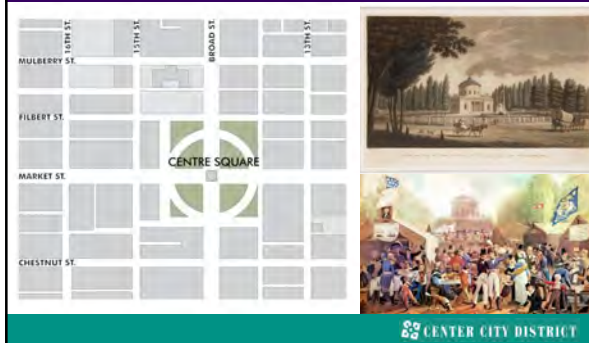 16TH ST.
15TH ST.
BROAD ST.
13TH ST.
MULBERRY ST.
FILBERT ST.
CENTRE SQUARE
MARKET ST.
CHESTNUT ST.
CENTER CITY DISTRICT